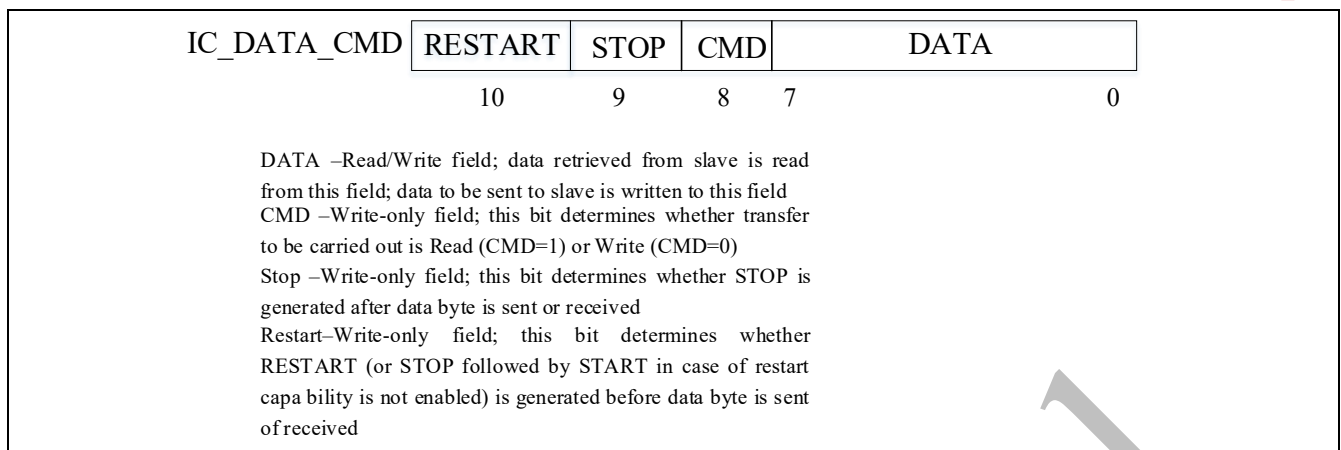 IC_DATA_CMD RESTART STOP CMD DATA
10 9 8 7 0
DATA –Read/Write field; data retrieved from slave is read
from this field; data to be sent to slave is written to this field
CMD –Write-only field; this bit determines whether transfer
to be carried out is Read (CMD=1) or Write (CMD=0)
Stop –Write-only field; this bit determines whether STOP is
generated after data byte is sent or received
Restart–Write-only field; this bit determines whether
RESTART (or STOP followed by START in case of restart
capa bility is not enabled) is generated before data byte is sent
of received